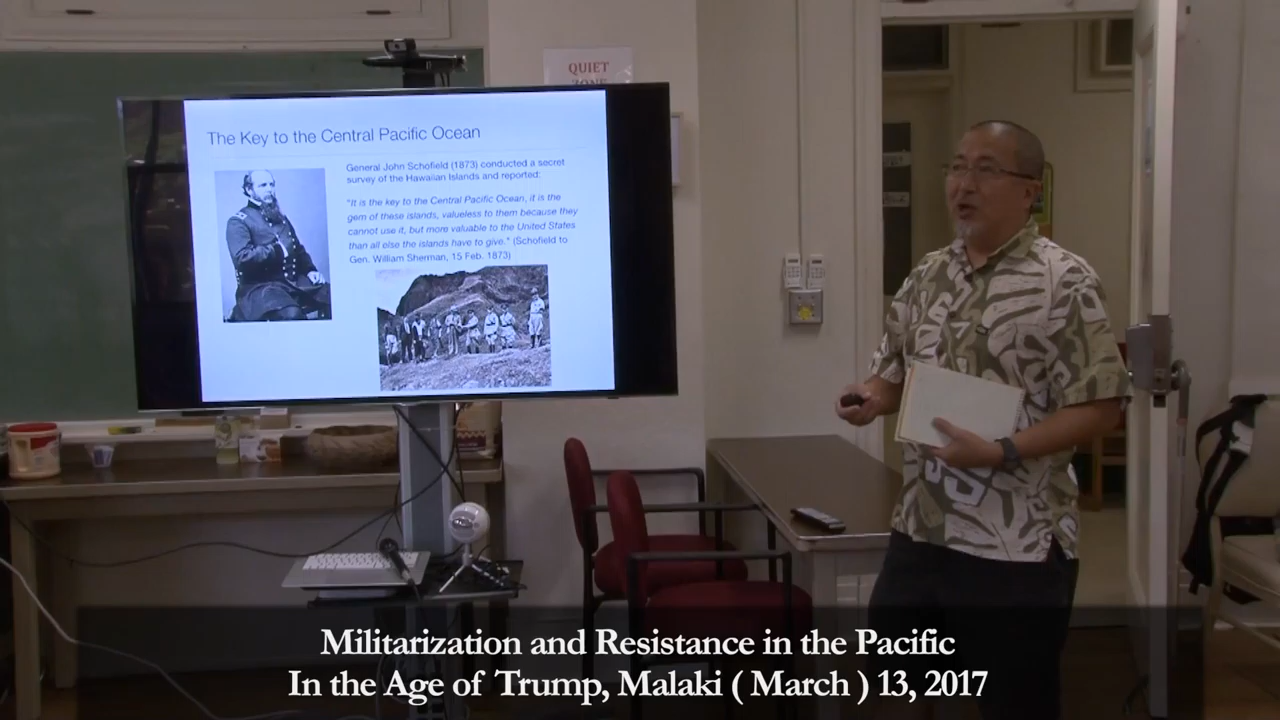 QUIET
ZONE
The Key to the Central Pacific Ocean
General John Schofield (1873) conducted a secret
survey of the Hawaiian Islands and reported:
"It is the key to the Central Pacific Ocean, it is the
gem of these islands, valueless to them because they
cannot use it, but more valuable to the United States
than all else the islands have to give." (Schofield to
Gen. William Sherman, 15 Feb. 1873)
Militarization and Resistance in the Pacific
In the Age of Trump, Malaki ( March ) 13, 2017